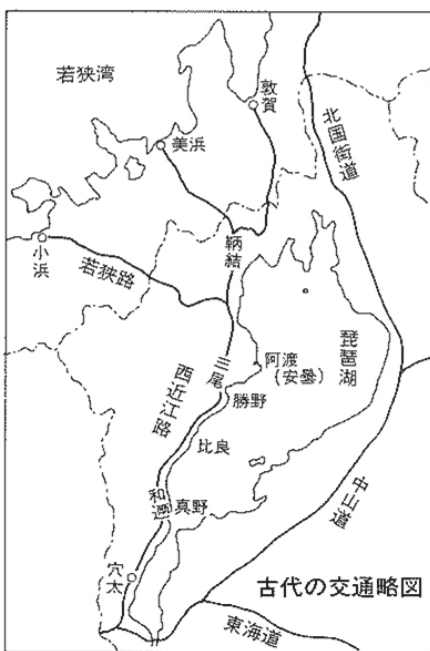 若狭湾
敦賀
北国街道
美浜
鞆結
小浜
若狭路
琵琶湖
三尾
阿渡
(安曇)
西近江路
勝野
比良
和邇
真野
中山道
穴太
古代の交通略図
東海道